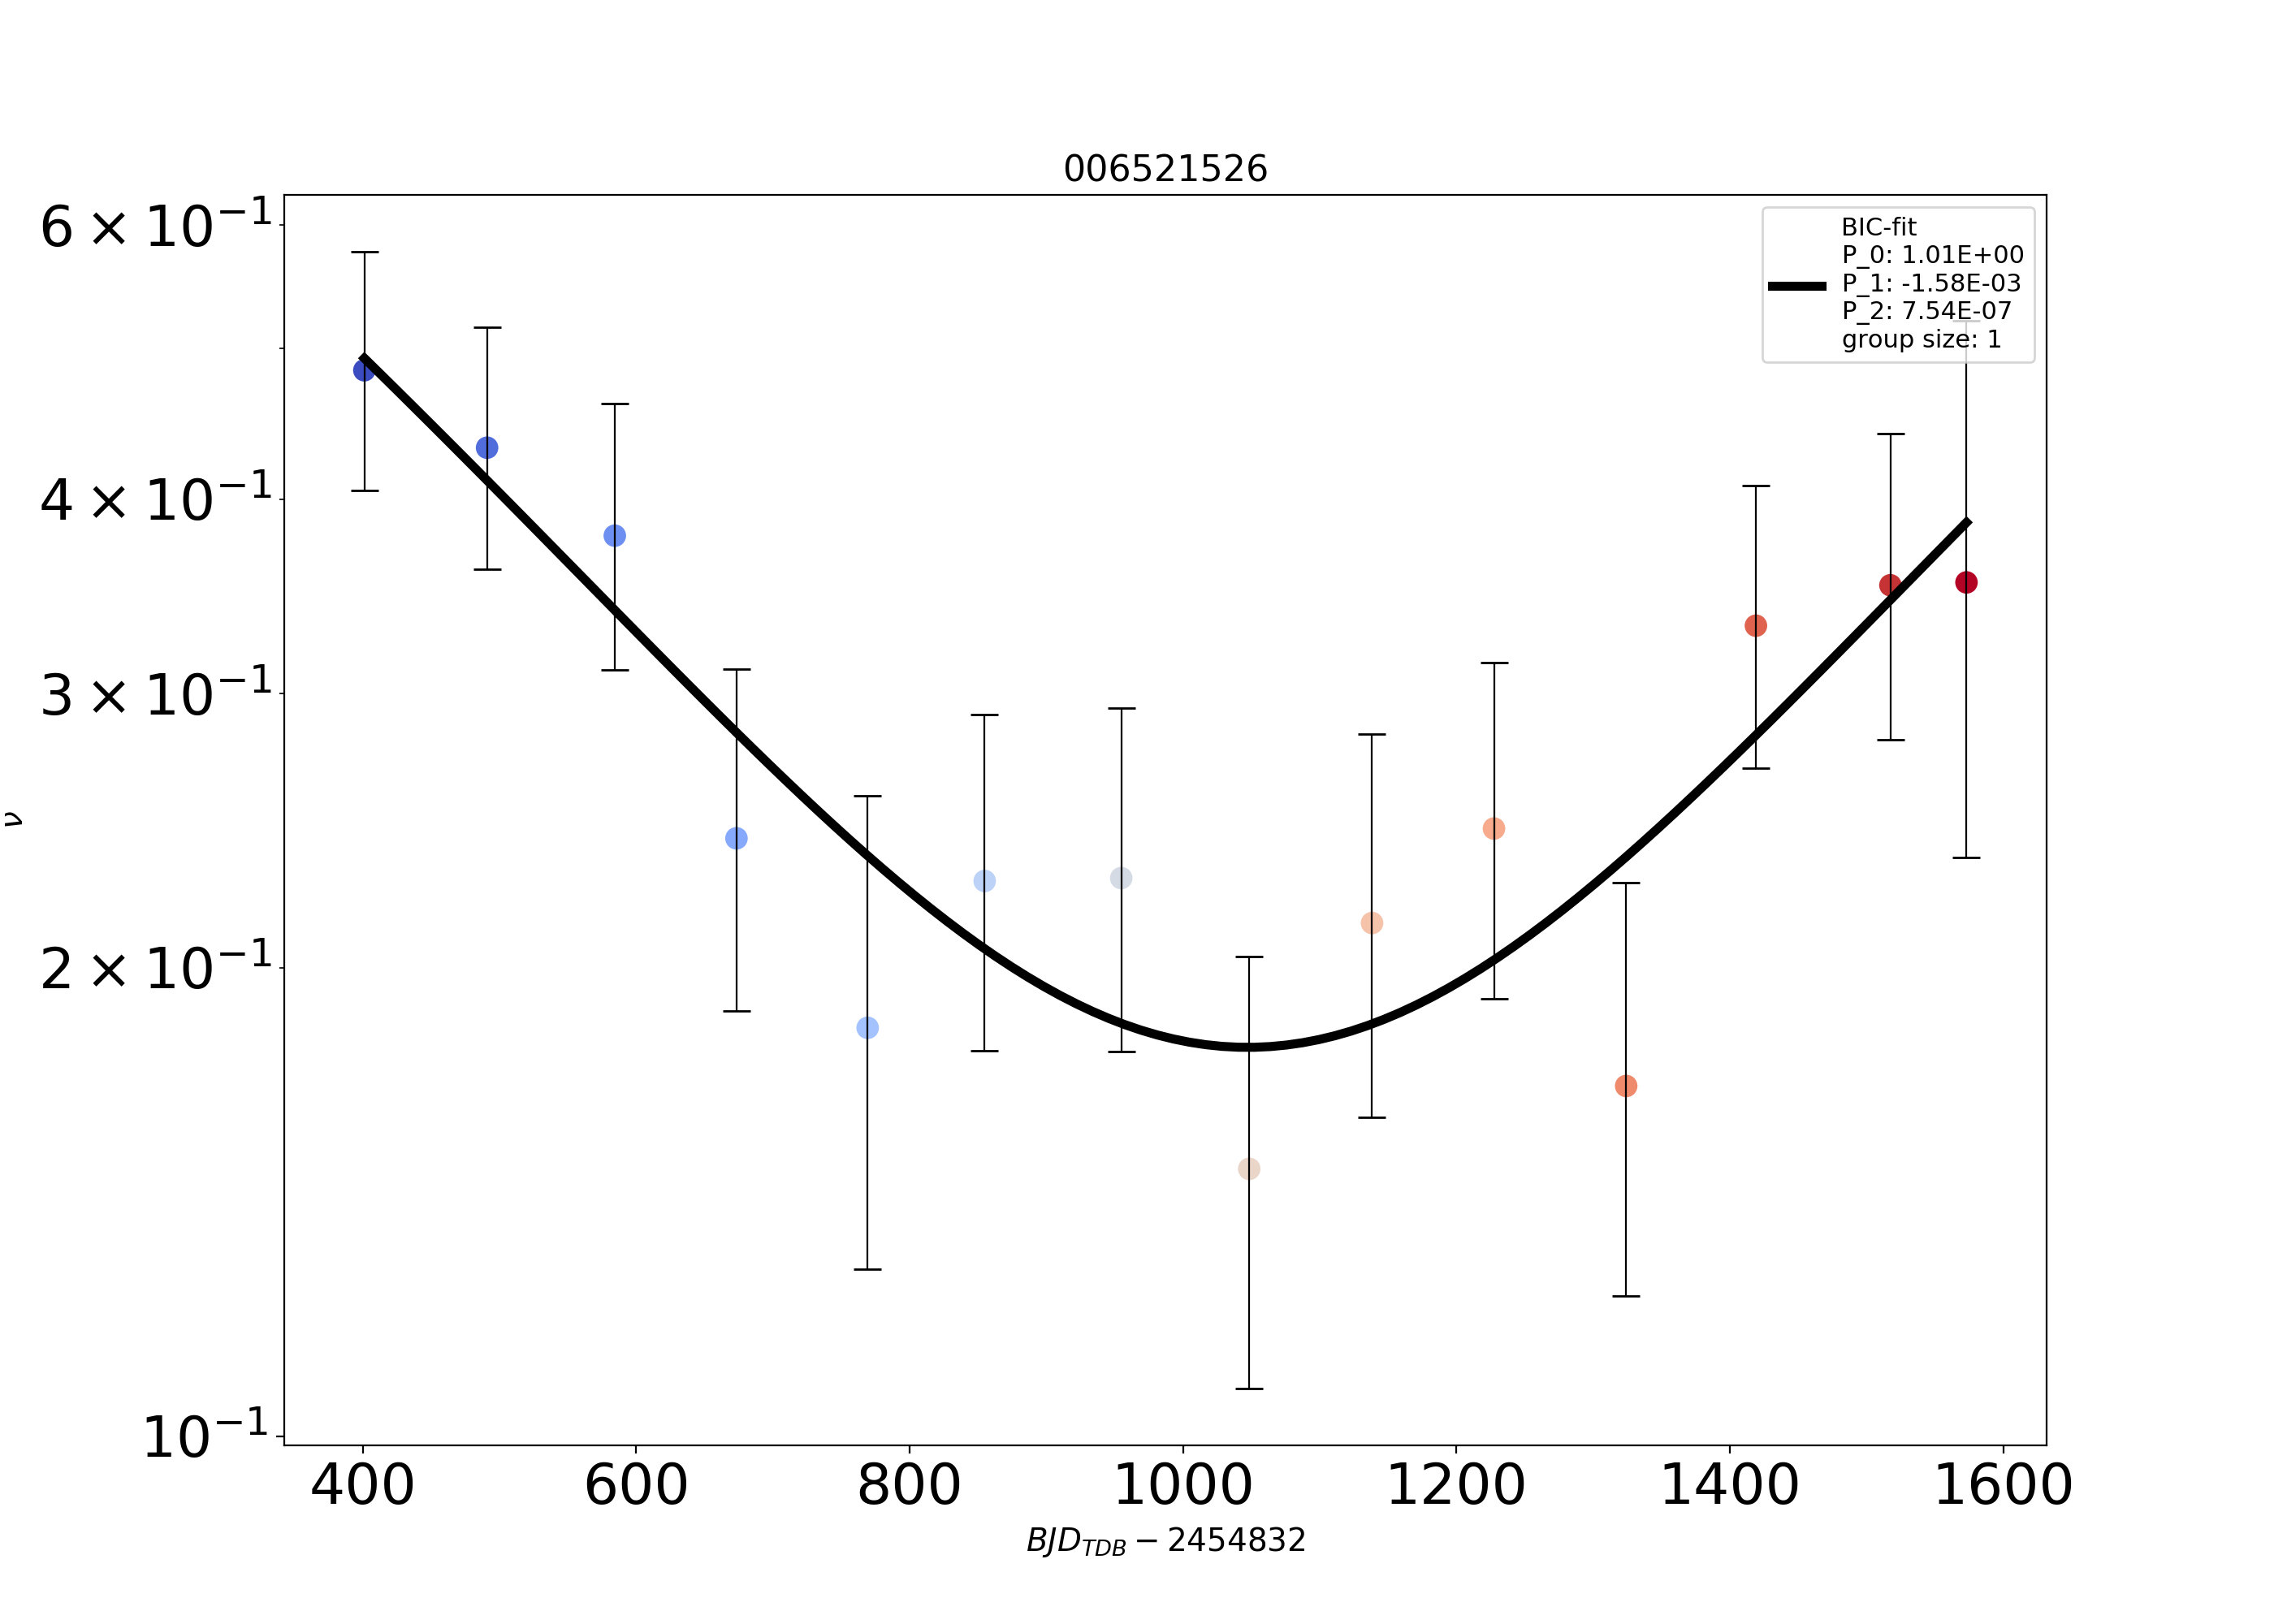 006521526
6 × 10⁻¹
4 × 10⁻¹
3 × 10⁻¹
2 × 10⁻¹
10⁻¹
ν
BIC-fit
P_0: 1.01E+00
P_1: -1.58E-03
P_2: 7.54E-07
group size: 1
400 600 800 1000 1200 1400 1600
BJD_TDB − 2454832